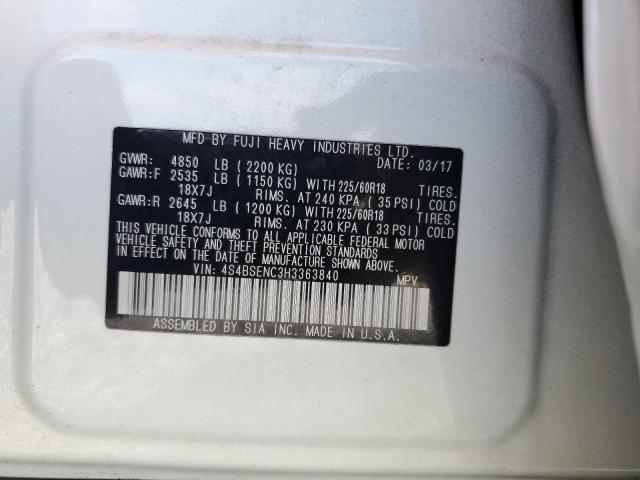 MFD BY FUJI HEAVY INDUSTRIES LTD.
GVWR: 4850 LB (2200 KG) DATE: 03/17
GAWR:F 2535 LB (1150 KG) WITH 225/60R18 TIRES.
18X7J RIMS. AT 240 KPA (35 PSI) COLD
GAWR:R 2645 LB (1200 KG) WITH 225/60R18 TIRES.
18X7J RIMS. AT 230 KPA (33 PSI) COLD
THIS VEHICLE CONFORMS TO ALL APPLICABLE FEDERAL MOTOR
VEHICLE SAFETY AND THEFT PREVENTION STANDARDS
IN EFFECT ON THE DATE OF MANUFACTURE SHOWN ABOVE.
VIN: 4S4BSENC3H3363840 MPV
ASSEMBLED BY SIA INC. MADE IN U.S.A.